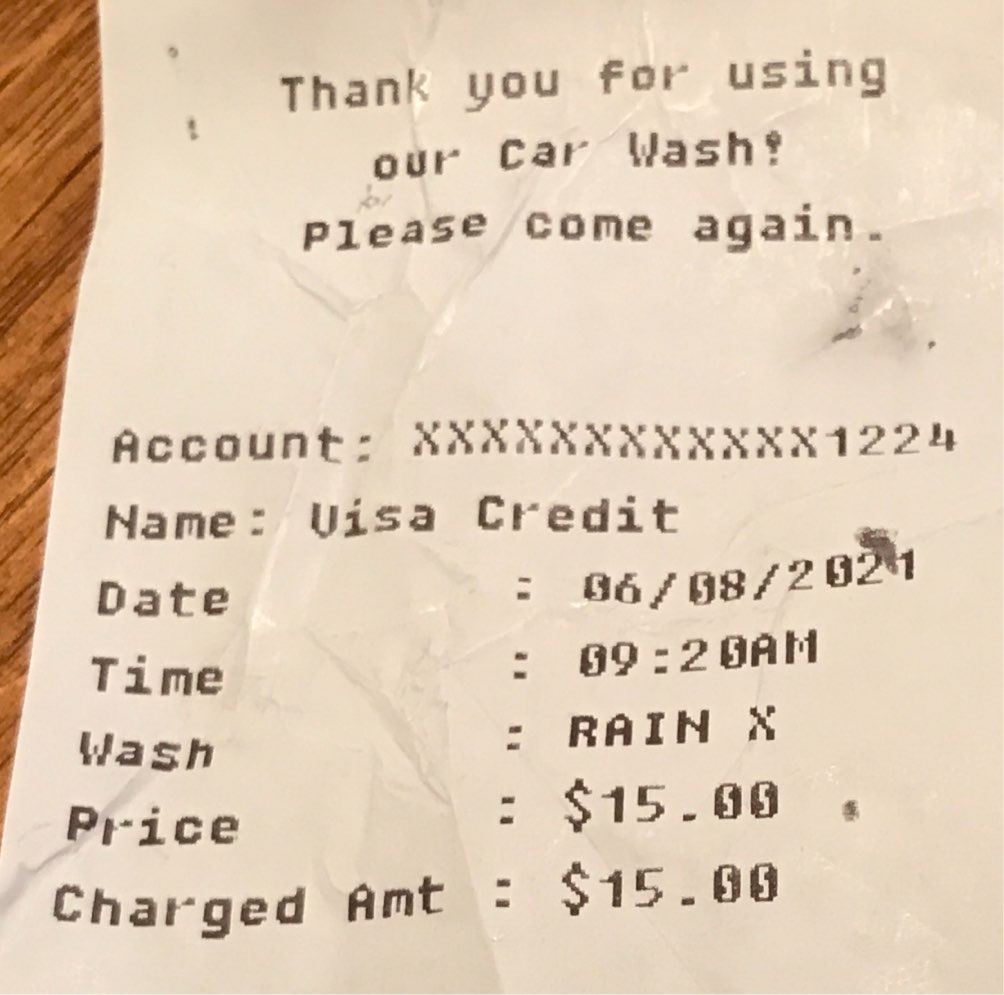 Thank you for using
our Car Wash!
Please come again.
Account: XXXXXXXXXXXX1224
Name: Visa Credit
Date : 06/08/2021
Time : 09:20AM
Wash : RAIN X
Price : $15.00
Charged Amt : $15.00